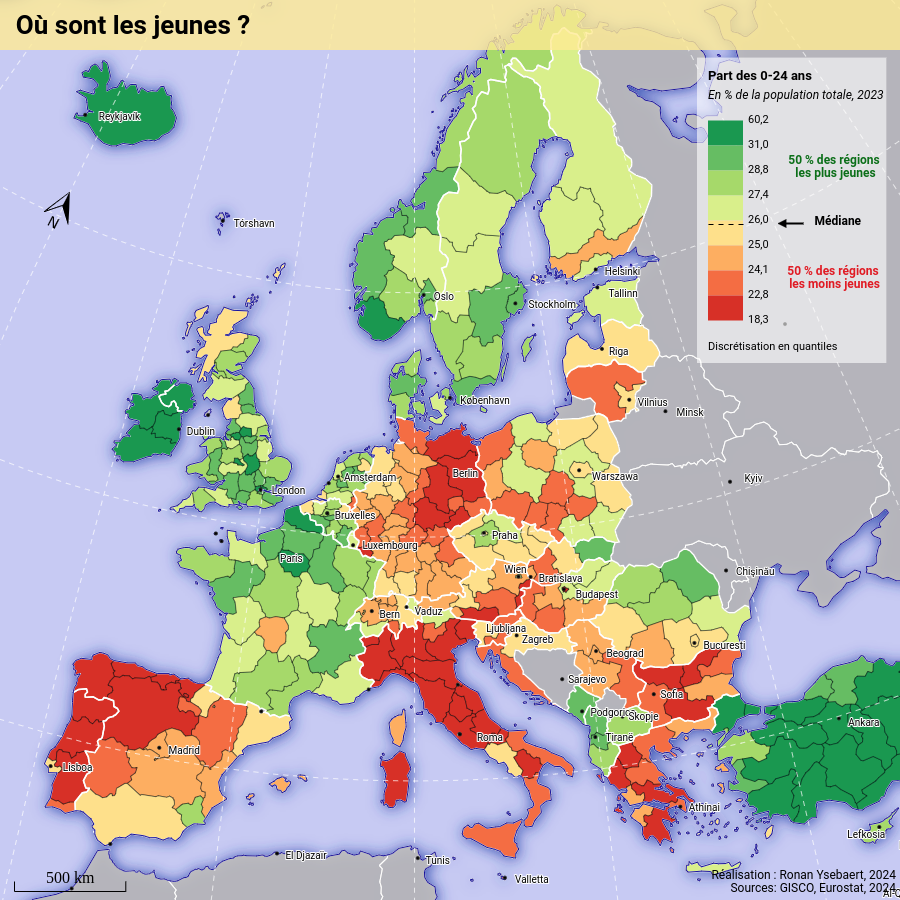 Où sont les jeunes ?
Part des 0-24 ans
En % de la population totale, 2023
60,2
31,0
28,8
27,4
26,0
25,0
24,1
22,8
18,3
50 % des régions
les plus jeunes
Médiane
50 % des régions
les moins jeunes
Discrétisation en quantiles
Reykjavík
N
Tórshavn
Helsinki
Oslo
Tallinn
Stockholm
Riga
København
Vilnius
Minsk
Dublin
Berlin
Amsterdam
Warszawa
Kyiv
London
Bruxelles
Praha
Luxembourg
Paris
Wien
Chișinău
Bratislava
Budapest
Bern
Vaduz
Ljubljana
Zagreb
București
Beograd
Sarajevo
Sofia
Podgorica
Skopje
Ankara
Roma
Tiranë
Madrid
Lisboa
Athinai
Lefkosia
El Djazaïr
Tunis
Valletta
500 km
Réalisation : Ronan Ysebaert, 2024
Sources: GISCO, Eurostat, 2024